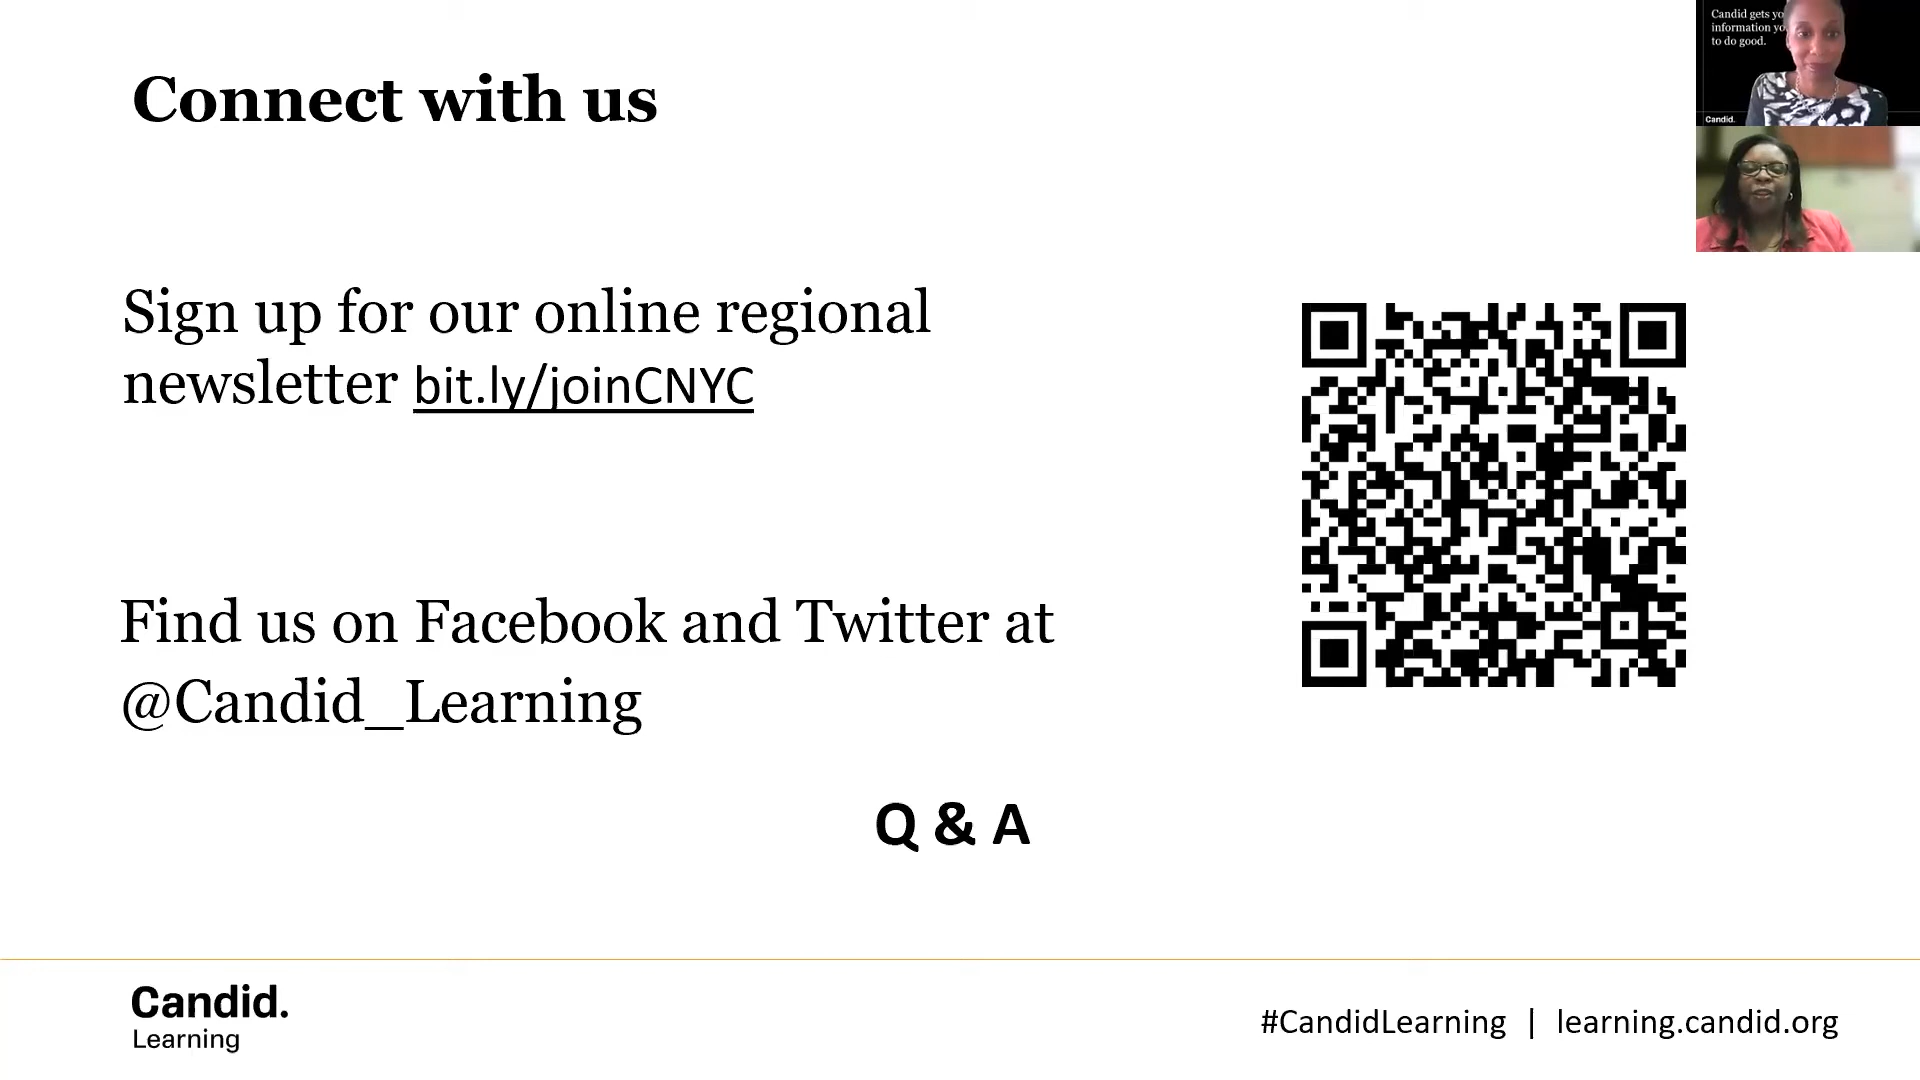 Connect with us
Candid gets yo
information yo
to do good.
Candid.
Sign up for our online regional
newsletter bit.ly/joinCNYC
Find us on Facebook and Twitter at
@Candid_Learning
Q & A
Candid.
Learning
#CandidLearning | learning.candid.org